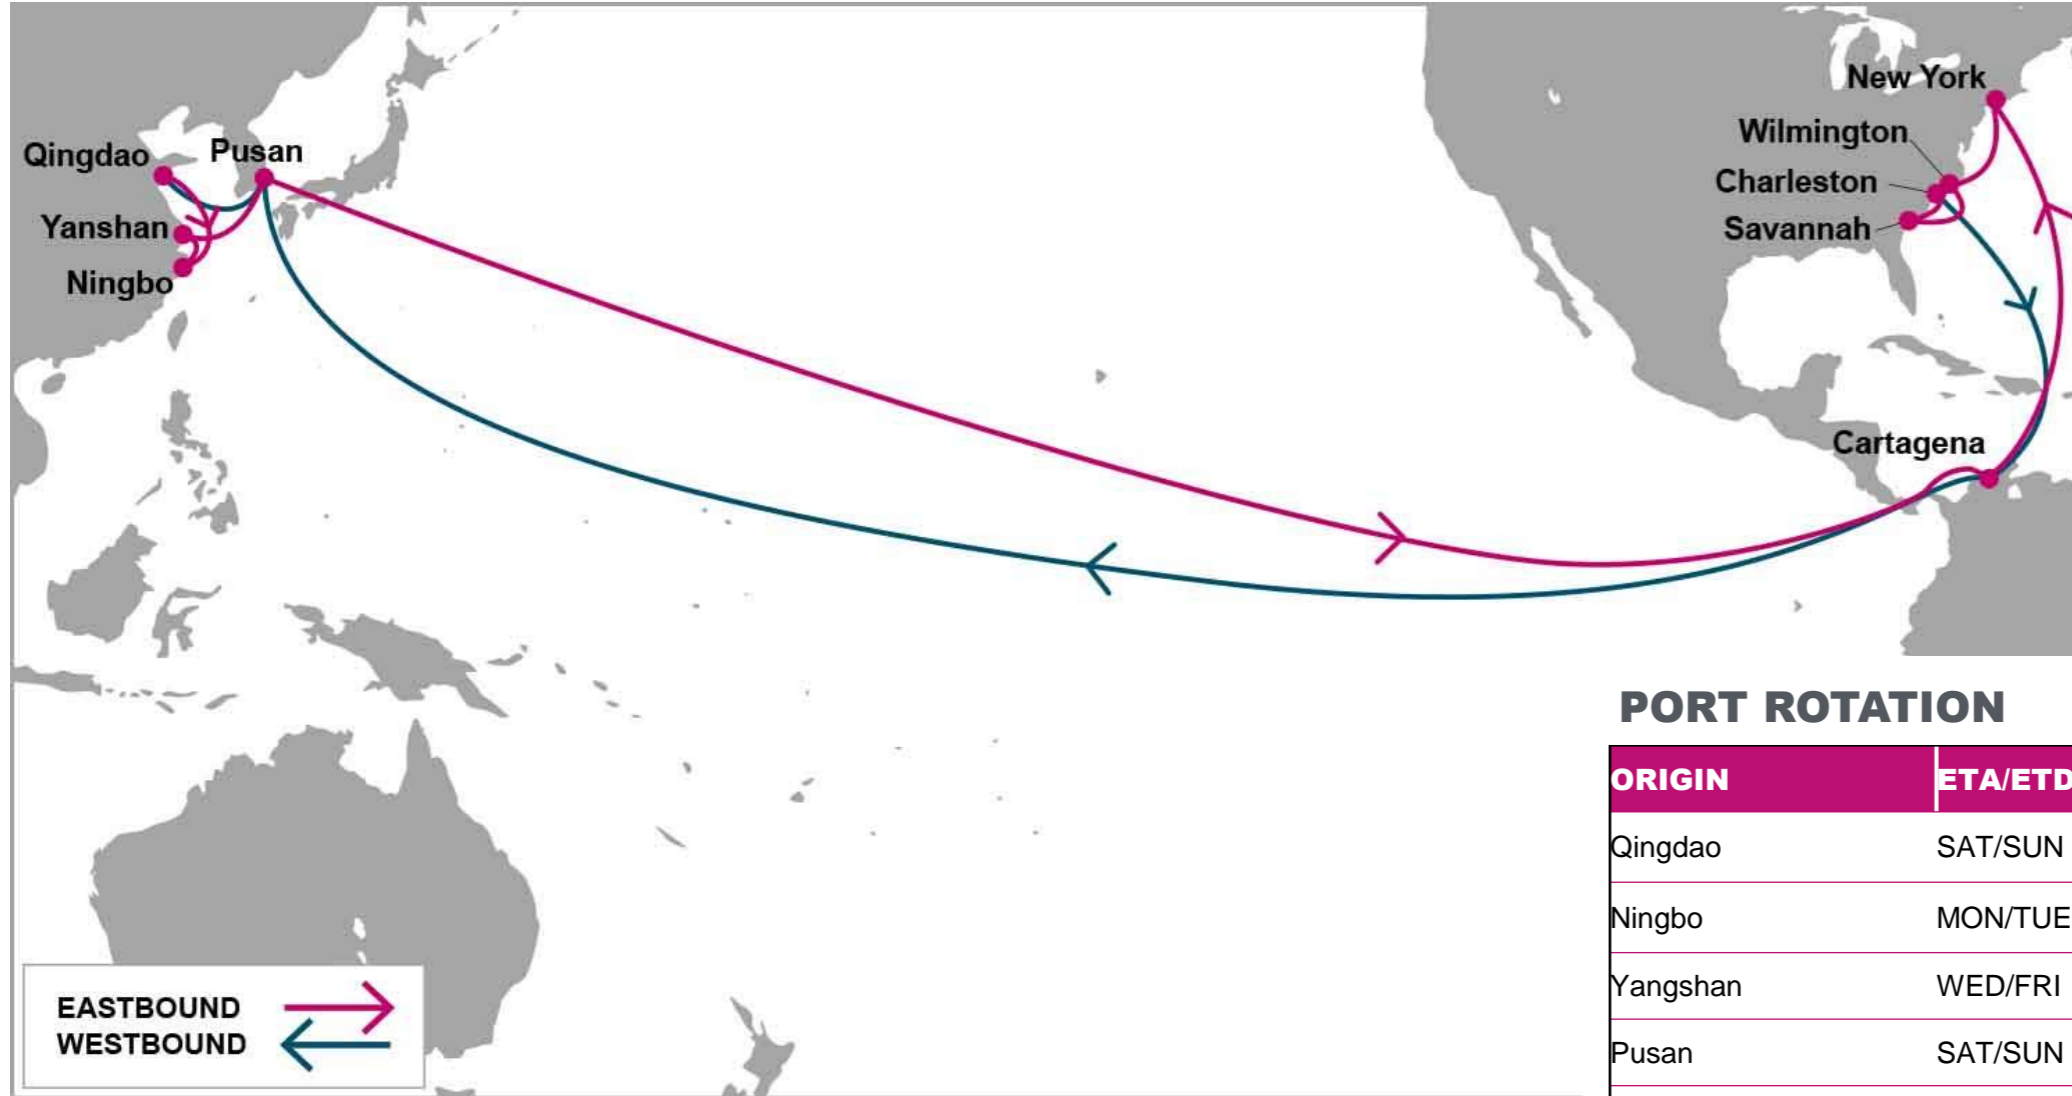 New York
Wilmington
Qingdao
Pusan
Charleston
Yanshan
Savannah
Ningbo
Cartagena
PORT ROTATION
ORIGIN ETA/ETD
Qingdao SAT/SUN
Ningbo MON/TUE
Yangshan WED/FRI
Pusan SAT/SUN
EASTBOUND
WESTBOUND